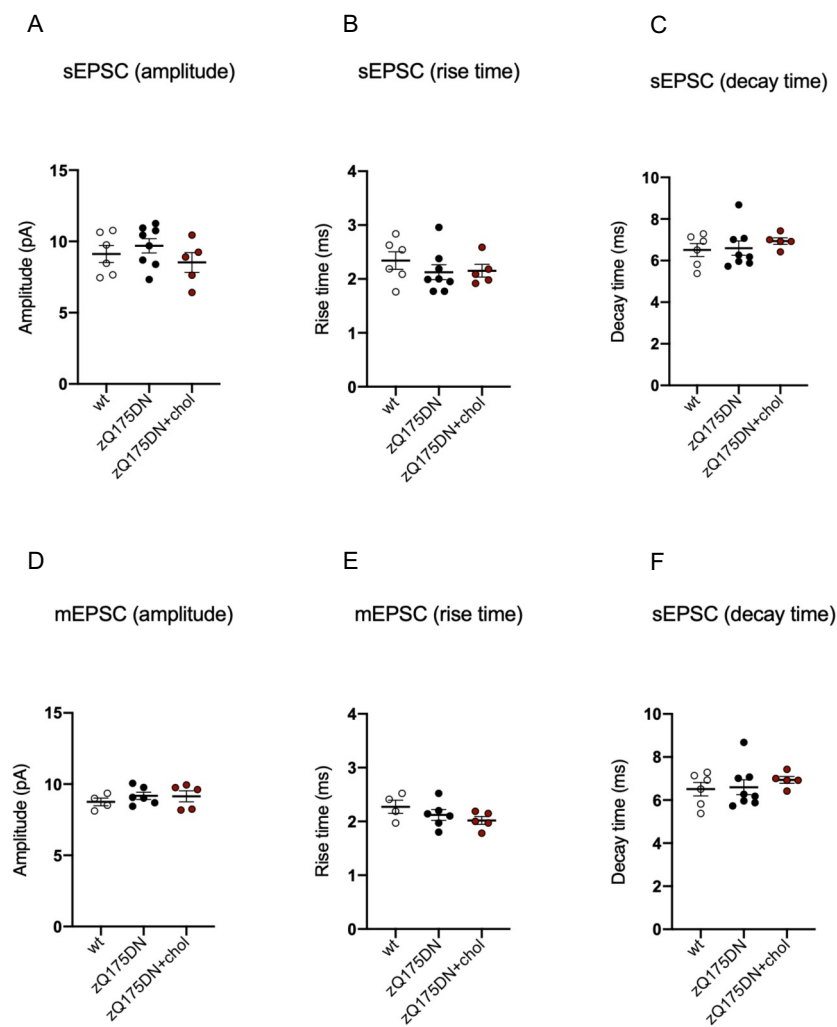 A
B
C
sEPSC (amplitude)
sEPSC (rise time)
sEPSC (decay time)
15
10
5
0
Amplitude (pA)
wt
zQ175DN
zQ175DN+chol
4
3
2
1
0
Rise time (ms)
wt
zQ175DN
zQ175DN+chol
10
8
6
4
2
0
Decay time (ms)
wt
zQ175DN
zQ175DN+chol
D
E
F
mEPSC (amplitude)
mEPSC (rise time)
sEPSC (decay time)
15
10
5
0
Amplitude (pA)
wt
zQ175DN
zQ175DN+chol
4
3
2
1
0
Rise time (ms)
wt
zQ175DN
zQ175DN+chol
10
8
6
4
2
0
Decay time (ms)
wt
zQ175DN
zQ175DN+chol